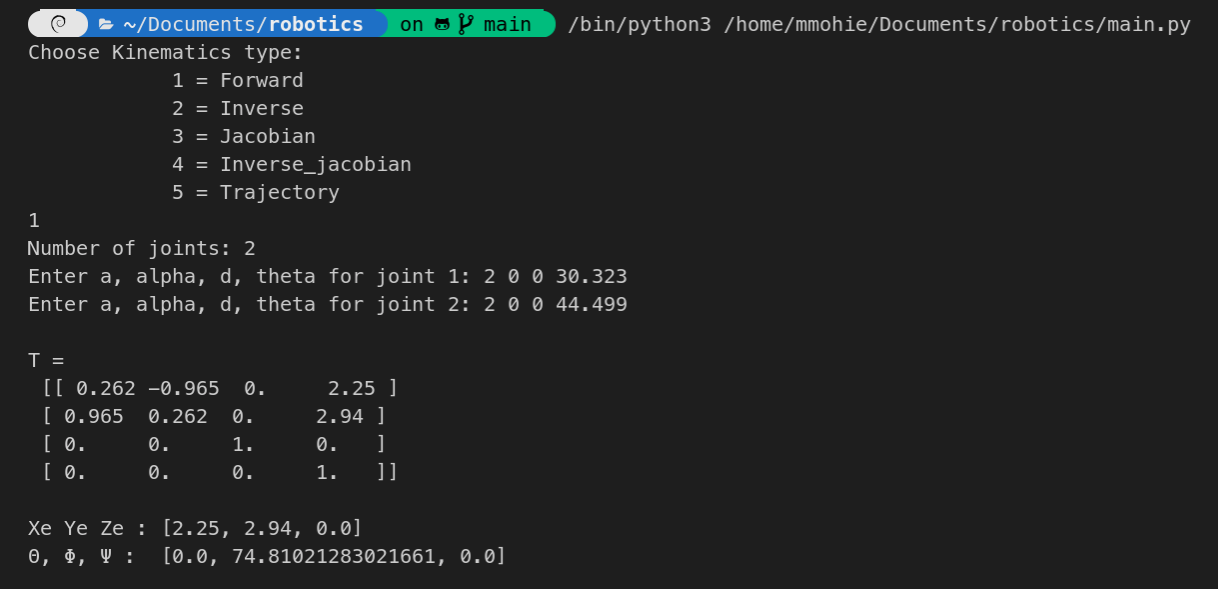 ~/Documents/robotics on main /bin/python3 /home/mmohie/Documents/robotics/main.py
Choose Kinematics type:
            1 = Forward
            2 = Inverse
            3 = Jacobian
            4 = Inverse_jacobian
            5 = Trajectory
1
Number of joints: 2
Enter a, alpha, d, theta for joint 1: 2 0 0 30.323
Enter a, alpha, d, theta for joint 2: 2 0 0 44.499
T =
 [[ 0.262 −0.965  0.     2.25 ]
 [ 0.965  0.262  0.     2.94 ]
 [ 0.     0.     1.     0.   ]
 [ 0.     0.     0.     1.   ]]
Xe Ye Ze : [2.25, 2.94, 0.0]
Θ, Φ, Ψ :  [0.0, 74.81021283021661, 0.0]